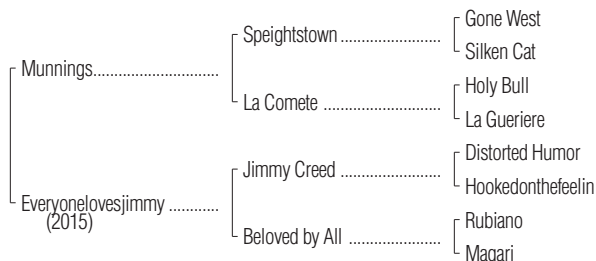 Gone West
Speightstown ........................
Silken Cat
Munnings..............................
Holy Bull
La Comete ............................
La Gueriere
Distorted Humor
Jimmy Creed ........................
Hookedonthefeelin
Everyonelovesjimmy ............
(2015)
Rubiano
Beloved by All ......................
Magari